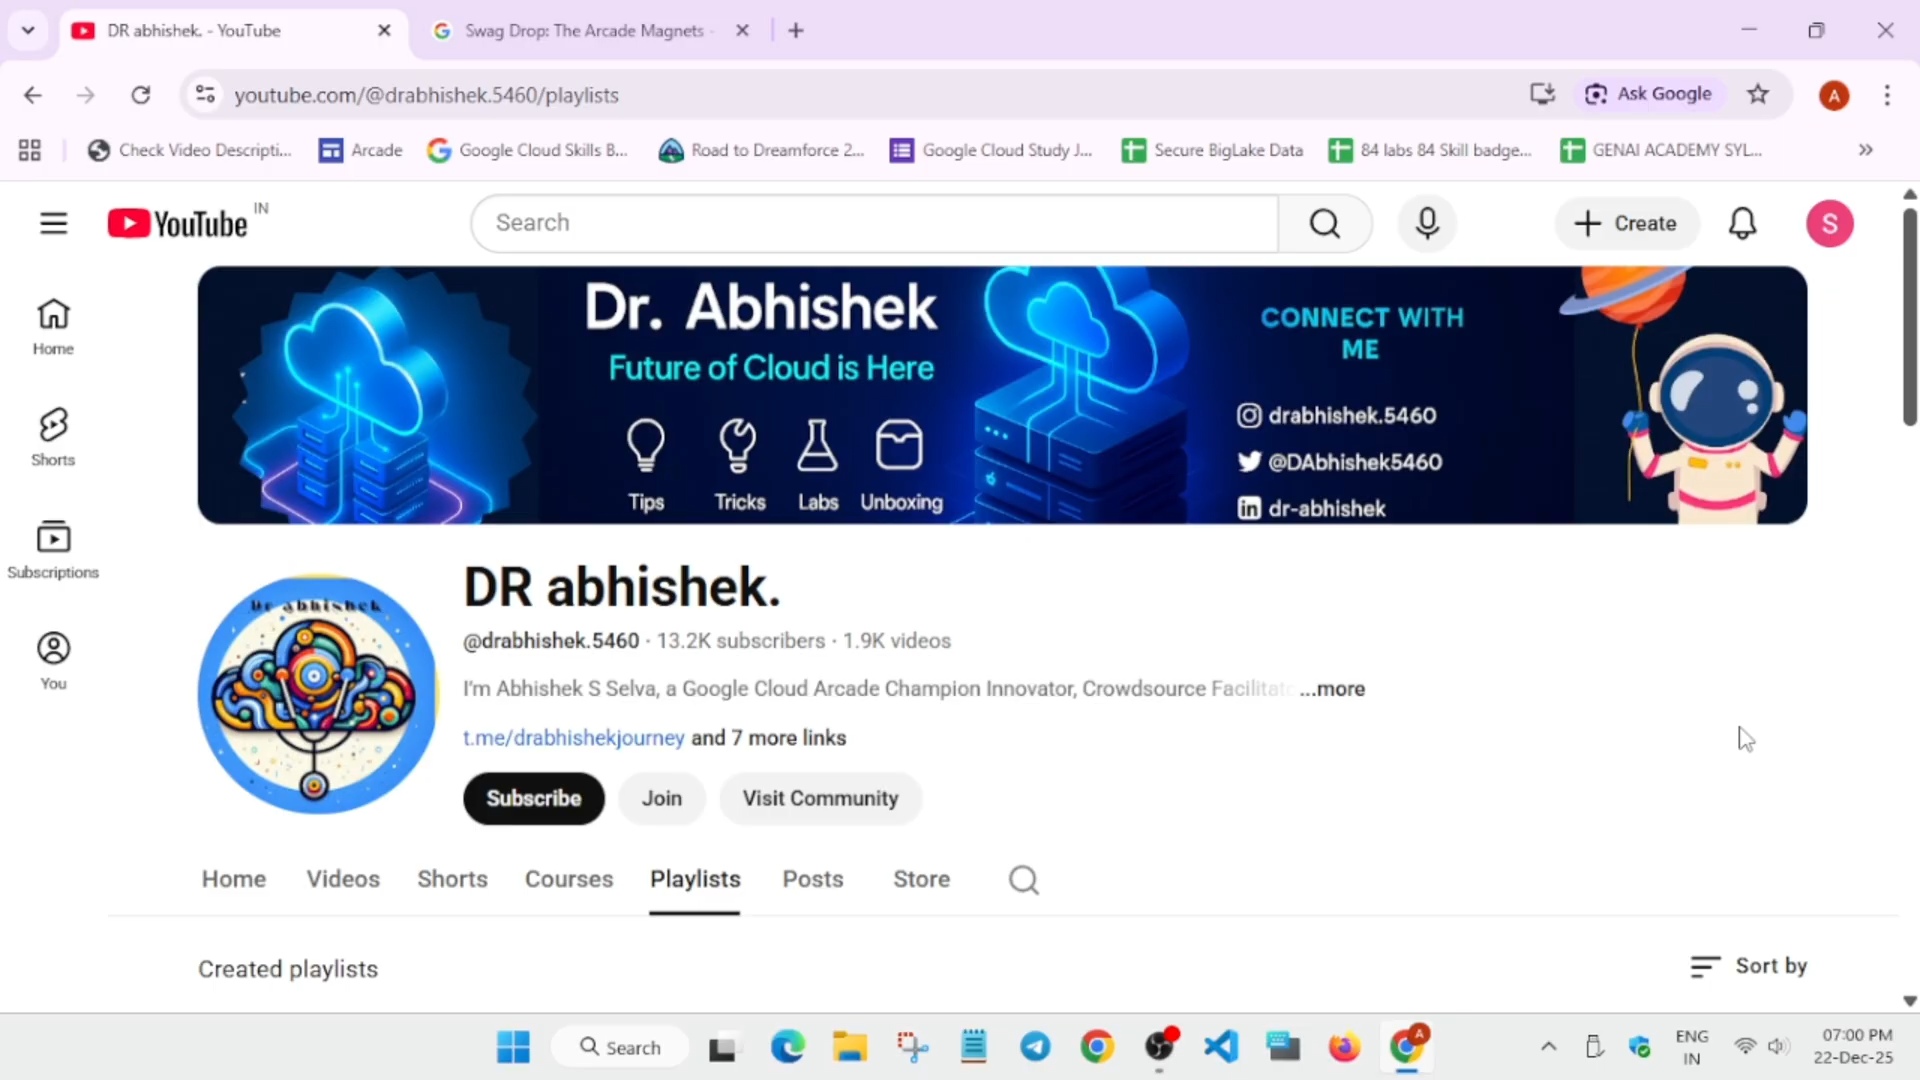 DR abhishek. - YouTube
Swag Drop: The Arcade Magnets -
youtube.com/@drabhishek.5460/playlists
Ask Google
A
Check Video Descripti...
Arcade
Google Cloud Skills B...
Road to Dreamforce 2...
Google Cloud Study J...
Secure BigLake Data
84 labs 84 Skill badge...
GENAI ACADEMY SYL...
YouTube IN
Search
Create
S
Home
Shorts
Subscriptions
You
Dr. Abhishek
Future of Cloud is Here
Tips
Tricks
Labs
Unboxing
CONNECT WITH
ME
drabhishek.5460
@DAbhishek5460
dr-abhishek
Dr abhishek
DR abhishek.
@drabhishek.5460 · 13.2K subscribers · 1.9K videos
I'm Abhishek S Selva, a Google Cloud Arcade Champion Innovator, Crowdsource Facilitato ...more
t.me/drabhishekjourney and 7 more links
Subscribe
Join
Visit Community
Home
Videos
Shorts
Courses
Playlists
Posts
Store
Created playlists
Sort by
Search
A
ENG
IN
07:00 PM
22-Dec-25